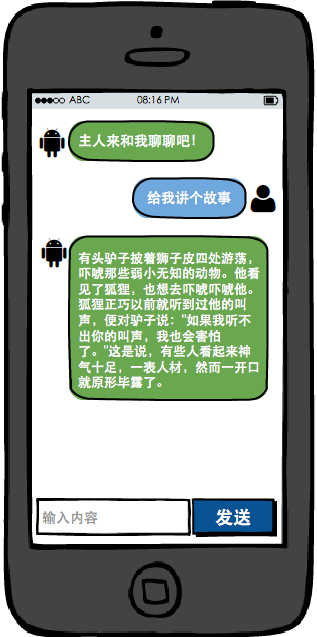 ABC 08:16 PM
主人来和我聊聊吧！
给我讲个故事
有头驴子披着狮子皮四处游荡，
吓唬那些弱小无知的动物。他看
见了狐狸，也想去吓唬吓唬他。
狐狸正巧以前就听到过他的叫
声，便对驴子说："如果我听不
出你的叫声，我也会害怕
了。"这是说，有些人看起来神
气十足，一表人材，然而一开口
就原形毕露了。
输入内容 发送